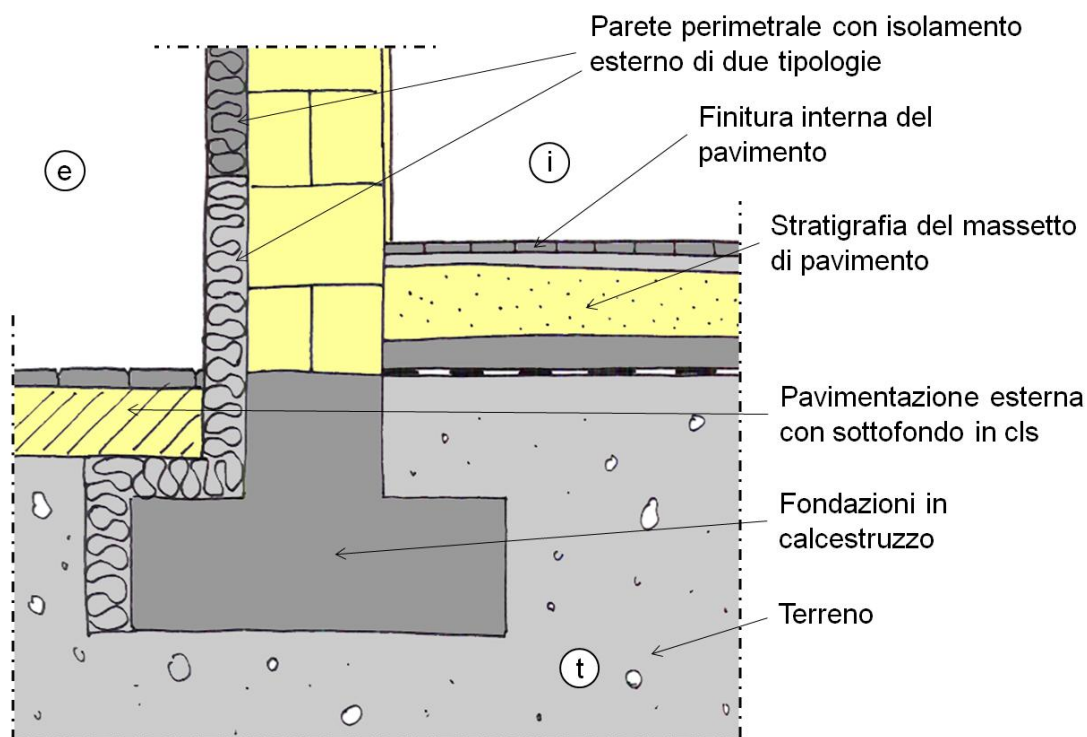 Parete perimetrale con isolamento
esterno di due tipologie
Finitura interna del
pavimento
e
i
Stratigrafia del massetto
di pavimento
Pavimentazione esterna
con sottofondo in cls
Fondazioni in
calcestruzzo
Terreno
t